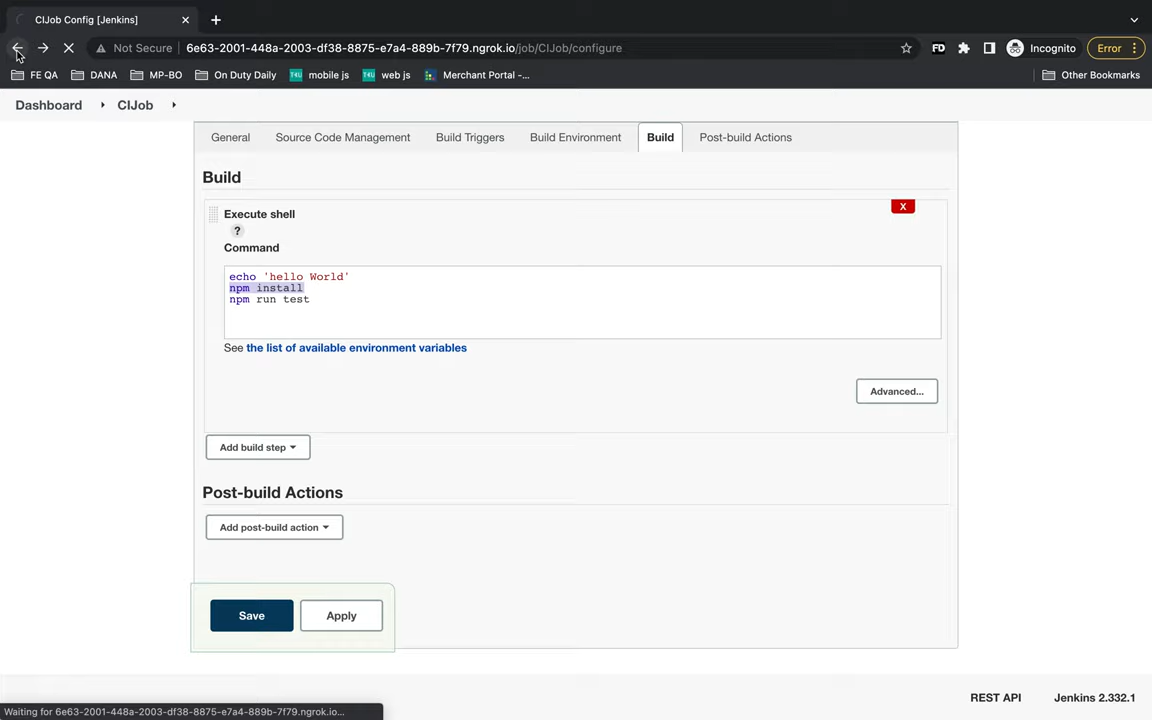 CIJob Config [Jenkins]
Not Secure
6e63-2001-448a-2003-df38-8875-e7a4-889b-7f79.ngrok.io/job/CIJob/configure
FD
Incognito
Error
FE QA
DANA
MP-BO
On Duty Daily
T4U mobile js
T4U web js
Merchant Portal -...
Other Bookmarks
Dashboard
CIJob
General
Source Code Management
Build Triggers
Build Environment
Build
Post-build Actions
Build
X
Execute shell
?
Command
echo 'hello World'
npm install
npm run test
See the list of available environment variables
Advanced...
Add build step
Post-build Actions
Add post-build action
Save
Apply
REST API
Jenkins 2.332.1
Waiting for 6e63-2001-448a-2003-df38-8875-e7a4-889b-7f79.ngrok.io...